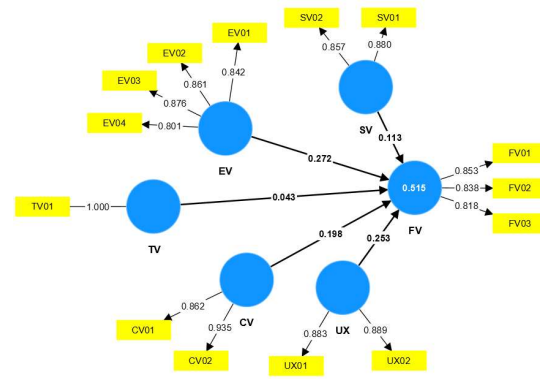 SV02
SV01
0.857
0.880
EV01
EV02
EV03
EV04
0.842
0.861
0.876
0.801
SV
EV
0.113
0.272
FV01
FV02
FV03
0.853
0.838
0.818
0.515
FV
TV01
1.000
TV
0.043
0.198
0.253
CV
0.862
0.935
CV01
CV02
UX
0.883
0.889
UX01
UX02